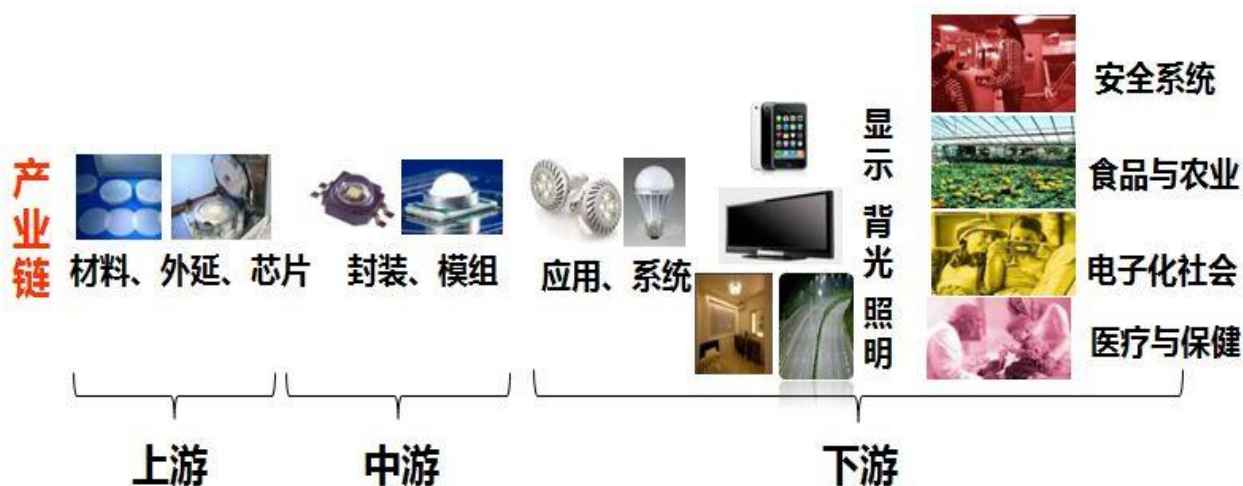 产业链
材料、外延、芯片
封装、模组
应用、系统
显示
背光
照明
安全系统
食品与农业
电子化社会
医疗与保健
上游
中游
下游